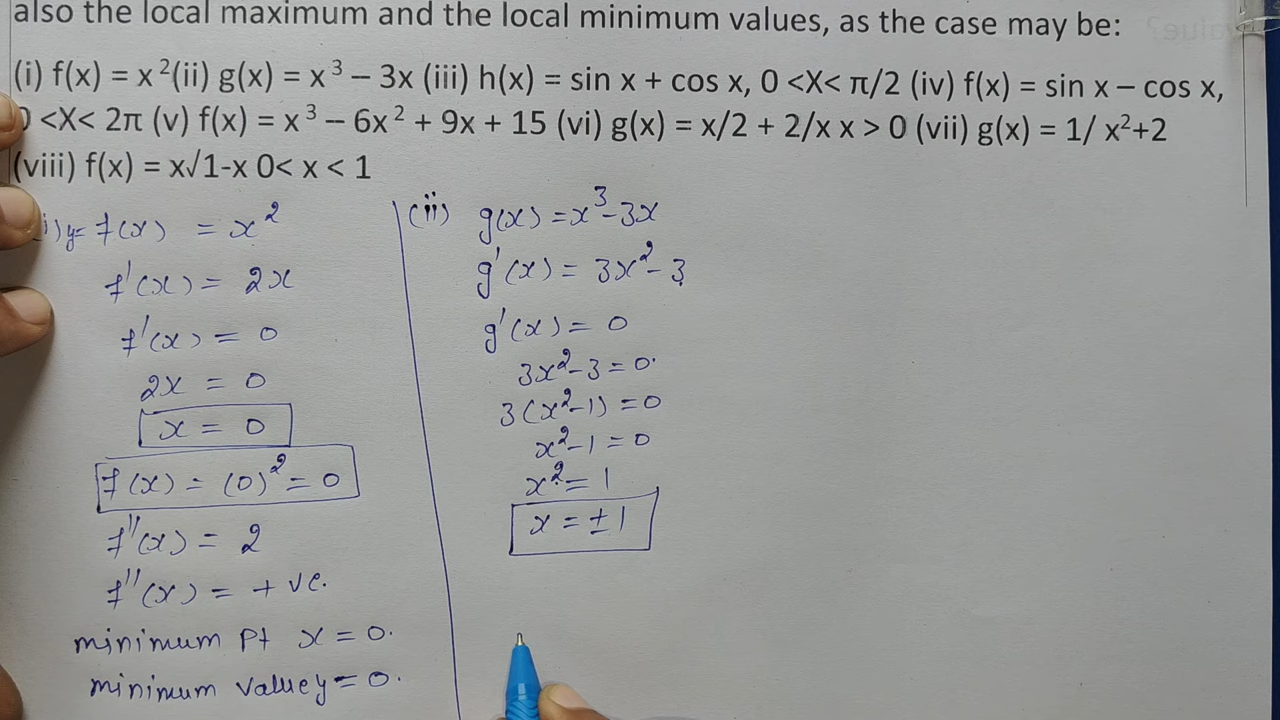 also the local maximum and the local minimum values, as the case may be:
(i) f(x) = x² (ii) g(x) = x³ – 3x (iii) h(x) = sin x + cos x, 0 <X< π/2 (iv) f(x) = sin x – cos x,
<X< 2π (v) f(x) = x³ – 6x² + 9x + 15 (vi) g(x) = x/2 + 2/x x > 0 (vii) g(x) = 1/ x²+2
(viii) f(x) = x√1-x 0< x < 1
i) y= f(x) = x²
f'(x) = 2x
f'(x) = 0
2x = 0
x = 0
f(x) = (0)² = 0
f''(x) = 2
f''(x) = + ve.
minimum Pt x = 0.
minimum value y = 0.
(ii) g(x) = x³-3x
g'(x) = 3x²-3
g'(x) = 0
3x²-3 = 0.
3(x²-1) = 0
x²-1 = 0
x² = 1
x = ±1